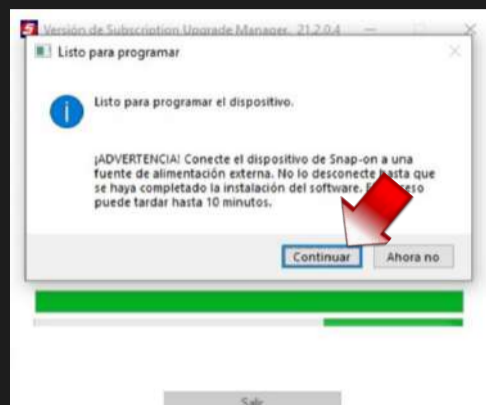 Versión de Subscription Upgrade Manager. 21.2.0.4
Listo para programar
Listo para programar el dispositivo.
¡ADVERTENCIA! Conecte el dispositivo de Snap-on a una
fuente de alimentación externa. No lo desconecte hasta que
se haya completado la instalación del software.
puede tardar hasta 10 minutos.
Continuar
Ahora no
Salir